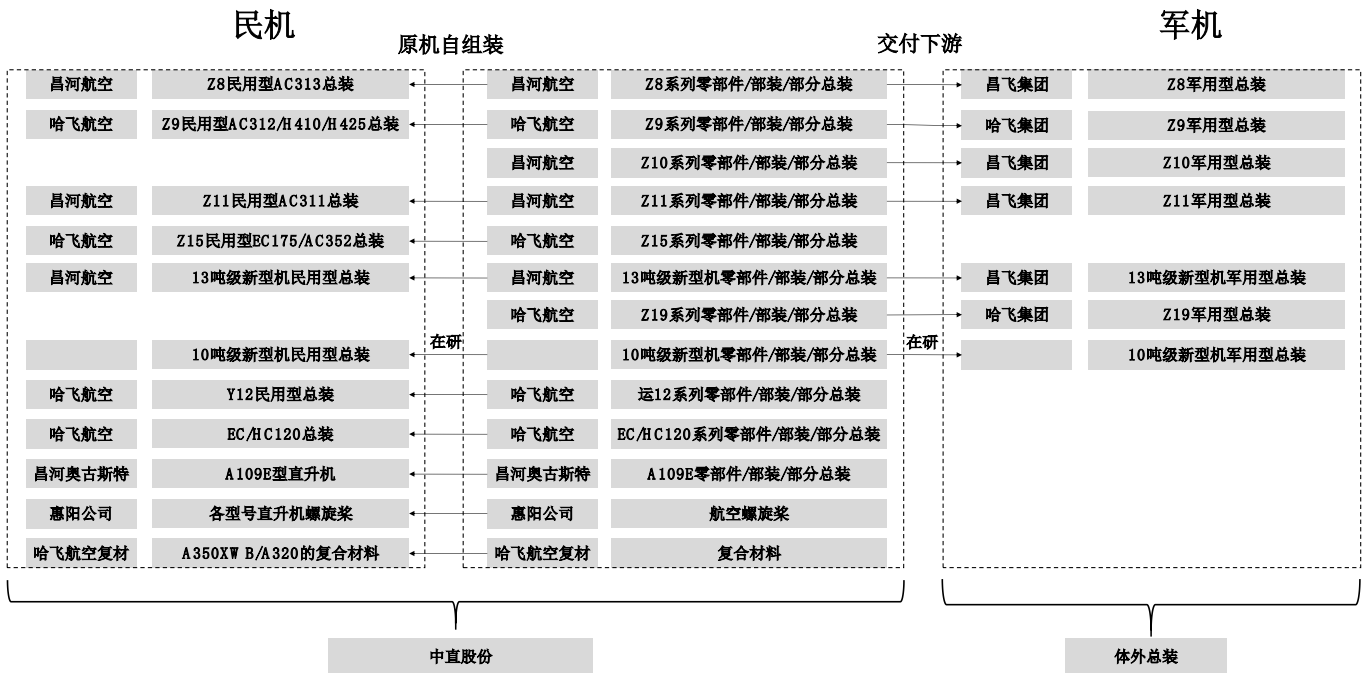 民机
军机
原机自组装
交付下游
昌河航空 Z8民用型AC313总装 昌河航空 Z8系列零部件/部装/部分总装 昌飞集团 Z8军用型总装
哈飞航空 Z9民用型AC312/H410/H425总装 哈飞航空 Z9系列零部件/部装/部分总装 哈飞集团 Z9军用型总装
昌河航空 Z10系列零部件/部装/部分总装 昌飞集团 Z10军用型总装
昌河航空 Z11民用型AC311总装 昌河航空 Z11系列零部件/部装/部分总装 昌飞集团 Z11军用型总装
哈飞航空 Z15民用型EC175/AC352总装 哈飞航空 Z15系列零部件/部装/部分总装
昌河航空 13吨级新型机民用型总装 昌河航空 13吨级新型机零部件/部装/部分总装 昌飞集团 13吨级新型机军用型总装
哈飞航空 Z19系列零部件/部装/部分总装 哈飞集团 Z19军用型总装
在研 在研
10吨级新型机民用型总装 10吨级新型机零部件/部装/部分总装 10吨级新型机军用型总装
哈飞航空 Y12民用型总装 哈飞航空 运12系列零部件/部装/部分总装
哈飞航空 EC/HC120总装 哈飞航空 EC/HC120系列零部件/部装/部分总装
昌河奥古斯特 A109E型直升机 昌河奥古斯特 A109E零部件/部装/部分总装
惠阳公司 各型号直升机螺旋桨 惠阳公司 航空螺旋桨
哈飞航空复材 A350XWB/A320的复合材料 哈飞航空复材 复合材料
中直股份 体外总装